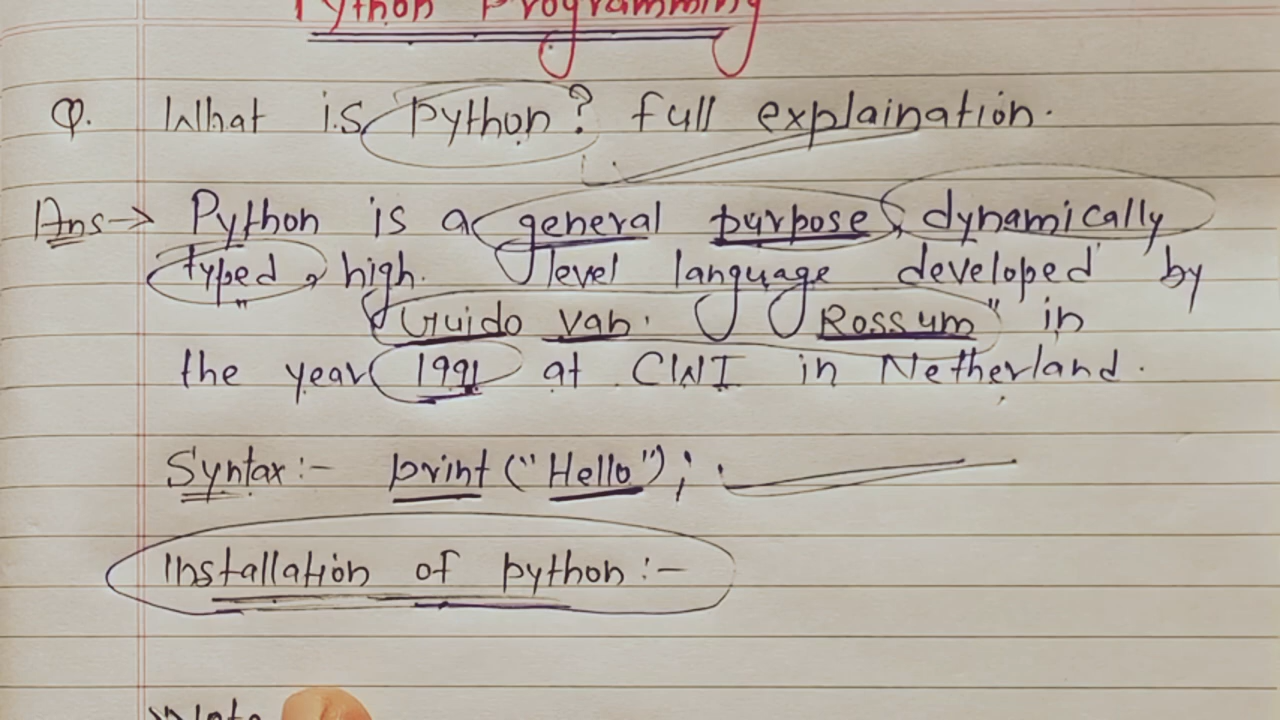 Python Programming
Q. What is python? full explaination.
Ans→ Python is a general purpose, dynamically
typed, high level language developed by
"Guido van Rossum" in
the year 1991 at CWI in Netherland.
Syntax:- print("Hello");
Installation of python:-